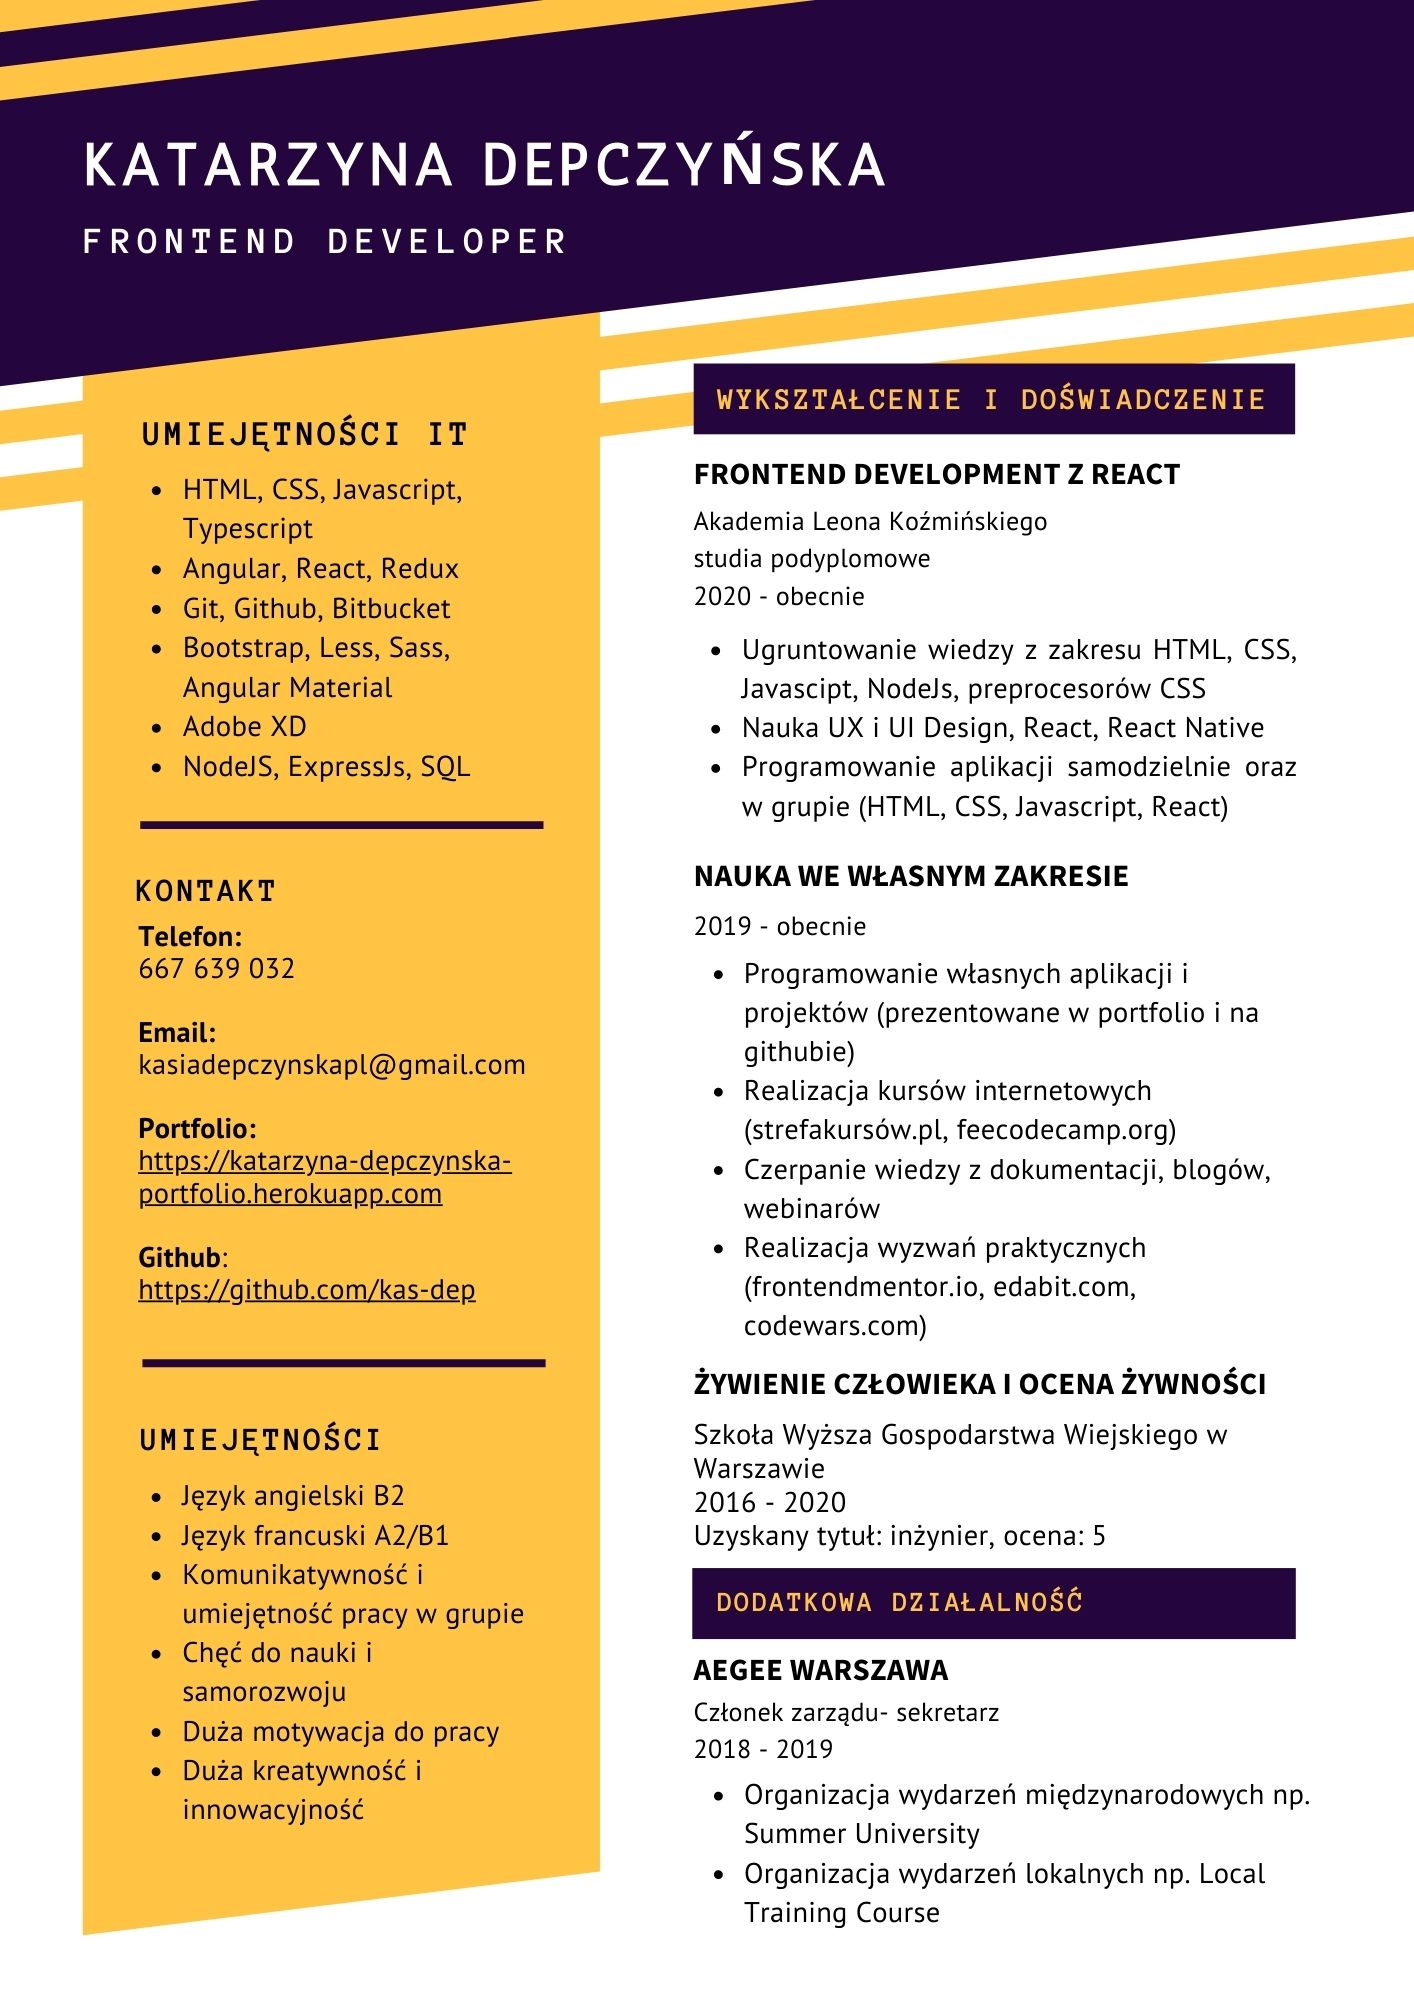 KATARZYNA DEPCZYŃSKA
FRONTEND DEVELOPER
UMIEJĘTNOŚCI IT
• HTML, CSS, Javascript,
Typescript
• Angular, React, Redux
• Git, Github, Bitbucket
• Bootstrap, Less, Sass,
Angular Material
• Adobe XD
• NodeJS, ExpressJs, SQL
KONTAKT
Telefon:
667 639 032
Email:
kasiadepczynskapl@gmail.com
Portfolio:
https://katarzyna-depczynska-
portfolio.herokuapp.com
Github:
https://github.com/kas-dep
UMIEJĘTNOŚCI
• Język angielski B2
• Język francuski A2/B1
• Komunikatywność i
umiejętność pracy w grupie
• Chęć do nauki i
samorozwoju
• Duża motywacja do pracy
• Duża kreatywność i
innowacyjność
WYKSZTAŁCENIE I DOŚWIADCZENIE
FRONTEND DEVELOPMENT Z REACT
Akademia Leona Koźmińskiego
studia podyplomowe
2020 - obecnie
• Ugruntowanie wiedzy z zakresu HTML, CSS,
Javascipt, NodeJs, preprocesorów CSS
• Nauka UX i UI Design, React, React Native
• Programowanie aplikacji samodzielnie oraz
w grupie (HTML, CSS, Javascript, React)
NAUKA WE WŁASNYM ZAKRESIE
2019 - obecnie
• Programowanie własnych aplikacji i
projektów (prezentowane w portfolio i na
githubie)
• Realizacja kursów internetowych
(strefakursów.pl, feecodecamp.org)
• Czerpanie wiedzy z dokumentacji, blogów,
webinarów
• Realizacja wyzwań praktycznych
(frontendmentor.io, edabit.com,
codewars.com)
ŻYWIENIE CZŁOWIEKA I OCENA ŻYWNOŚCI
Szkoła Wyższa Gospodarstwa Wiejskiego w
Warszawie
2016 - 2020
Uzyskany tytuł: inżynier, ocena: 5
DODATKOWA DZIAŁALNOŚĆ
AEGEE WARSZAWA
Członek zarządu- sekretarz
2018 - 2019
• Organizacja wydarzeń międzynarodowych np.
Summer University
• Organizacja wydarzeń lokalnych np. Local
Training Course